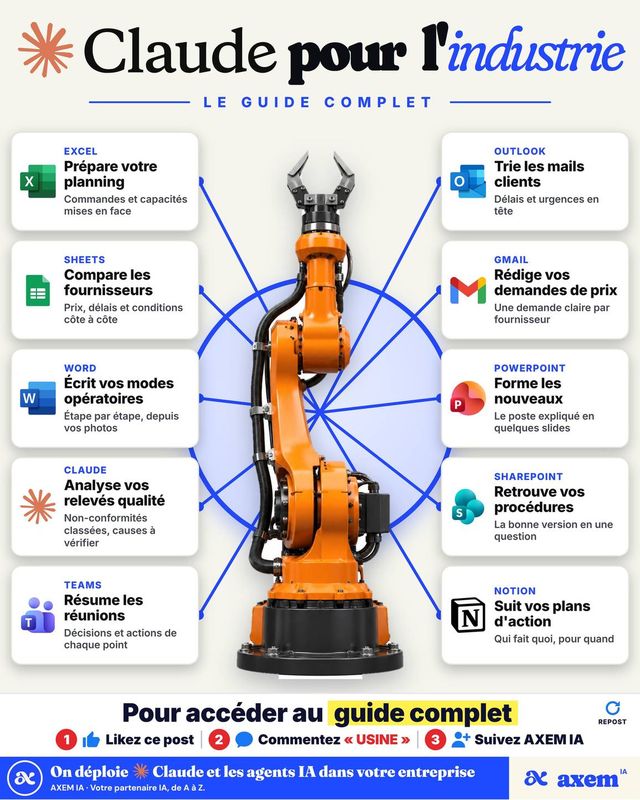 Claude pour l'industrie
LE GUIDE COMPLET
EXCEL
Prépare votre
planning
Commandes et capacités
mises en face
SHEETS
Compare les
fournisseurs
Prix, délais et conditions
côte à côte
WORD
Écrit vos modes
opératoires
Étape par étape, depuis
vos photos
CLAUDE
Analyse vos
relevés qualité
Non-conformités
classées, causes à
vérifier
TEAMS
Résume les
réunions
Décisions et actions de
chaque point
OUTLOOK
Trie les mails
clients
Délais et urgences en
tête
GMAIL
Rédige vos
demandes de prix
Une demande claire par
fournisseur
POWERPOINT
Forme les
nouveaux
Le poste expliqué en
quelques slides
SHAREPOINT
Retrouve vos
procédures
La bonne version en une
question
NOTION
Suit vos plans
d'action
Qui fait quoi, pour quand
Pour accéder au guide complet
REPOST
1 Likez ce post | 2 Commentez « USINE » | 3 Suivez AXEM IA
On déploie Claude et les agents IA dans votre entreprise
AXEM IA · Votre partenaire IA, de A à Z.
axem IA